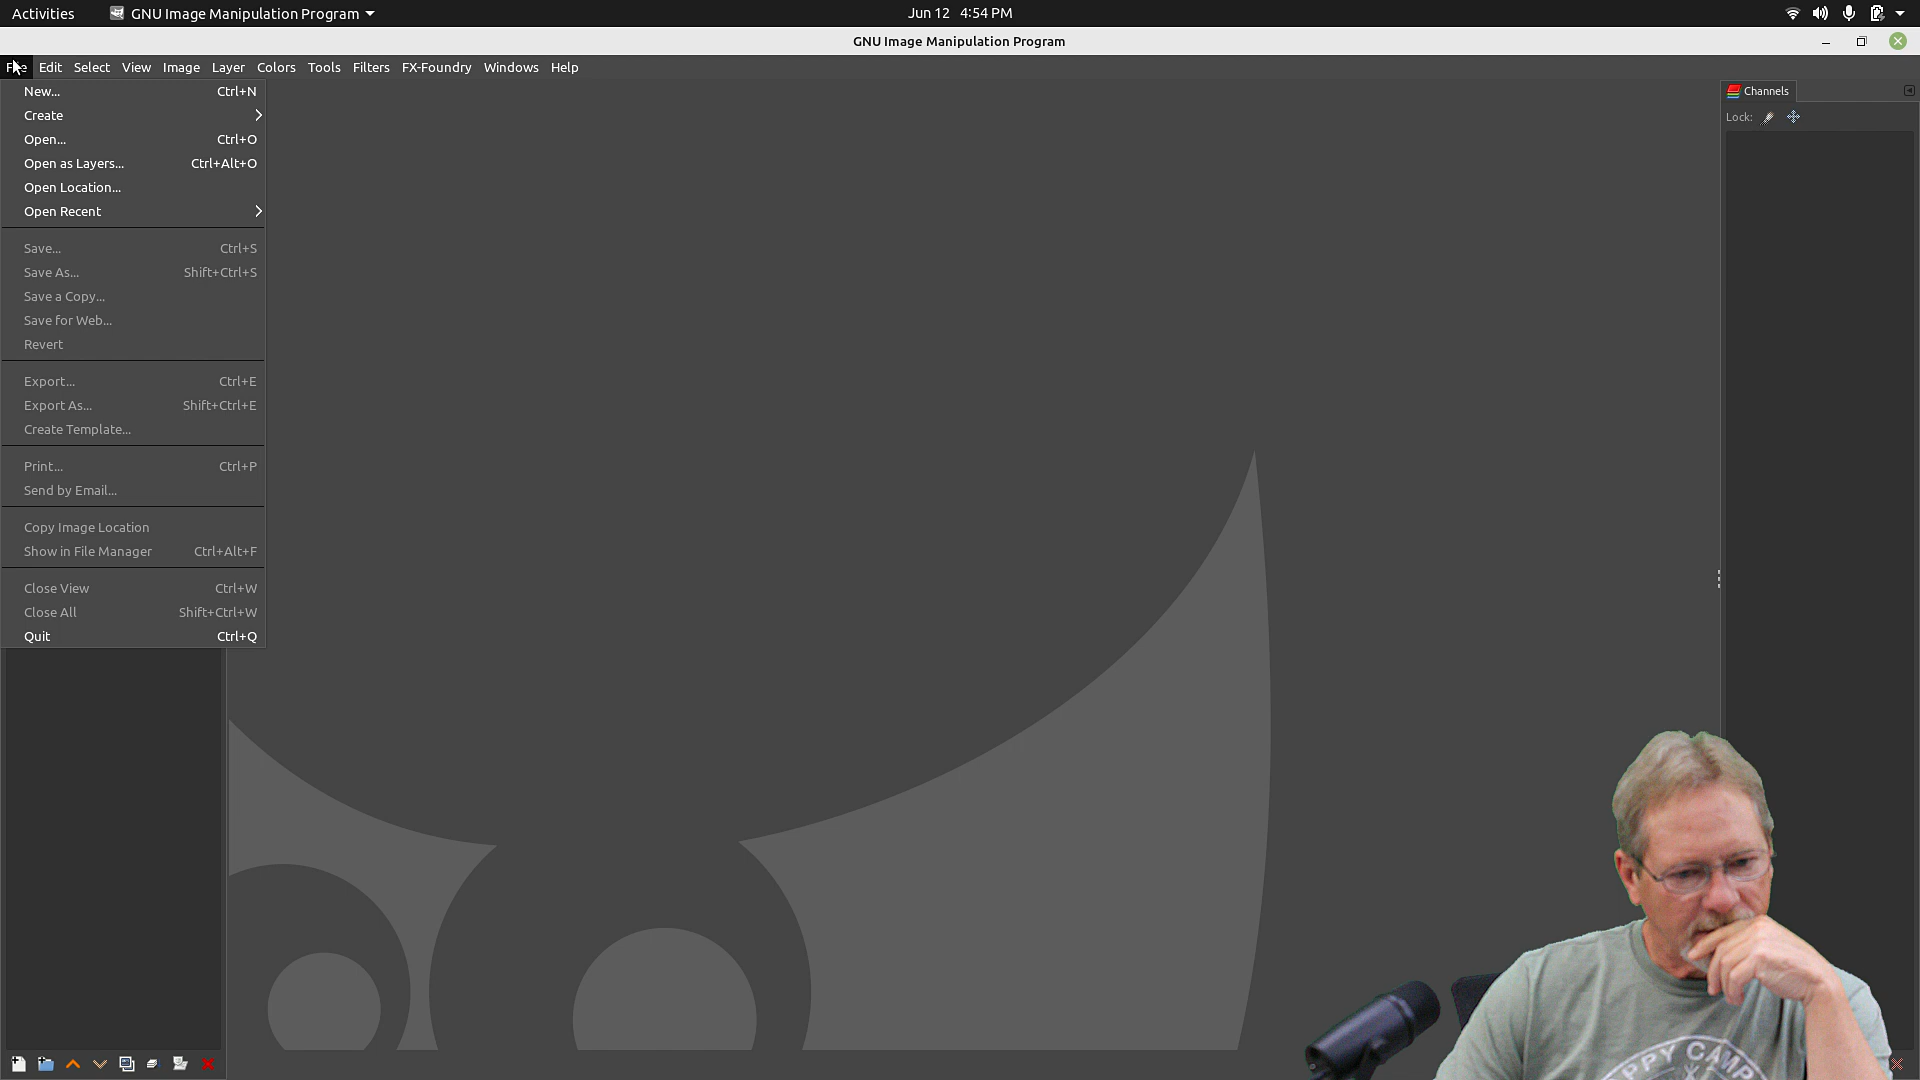 Activities
GNU Image Manipulation Program
Jun 12 4:54 PM
GNU Image Manipulation Program
Edit Select View Image Layer Colors Tools Filters FX-Foundry Windows Help
New... Ctrl+N
Create
Open... Ctrl+O
Open as Layers... Ctrl+Alt+O
Open Location...
Open Recent
Save... Ctrl+S
Save As... Shift+Ctrl+S
Save a Copy...
Save for Web...
Revert
Export... Ctrl+E
Export As... Shift+Ctrl+E
Create Template...
Print... Ctrl+P
Send by Email...
Copy Image Location
Show in File Manager Ctrl+Alt+F
Close View Ctrl+W
Close All Shift+Ctrl+W
Quit Ctrl+Q
Channels
Lock: